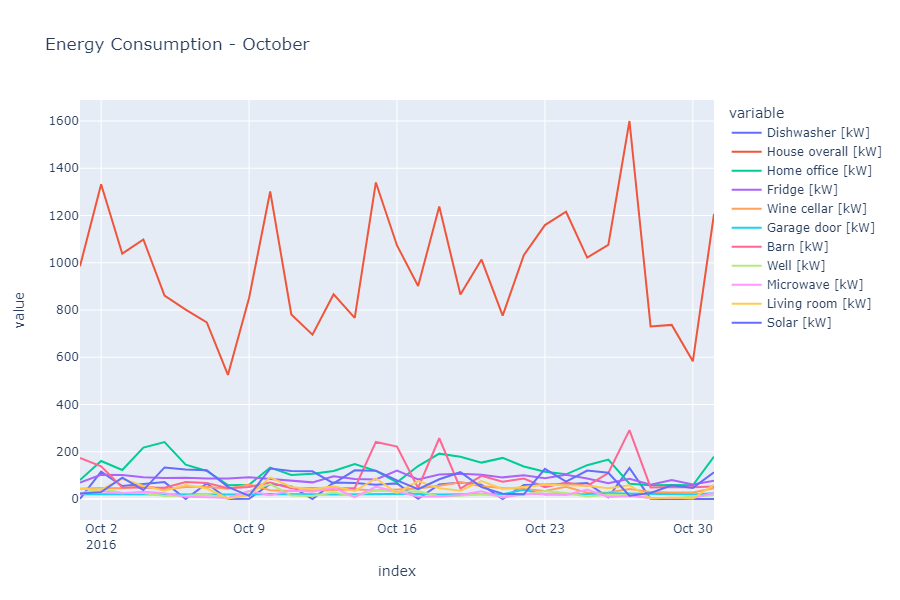 Energy Consumption - October
variable
Dishwasher [kW]
House overall [kW]
Home office [kW]
Fridge [kW]
Wine cellar [kW]
Garage door [kW]
Barn [kW]
Well [kW]
Microwave [kW]
Living room [kW]
Solar [kW]
value
1600
1400
1200
1000
800
600
400
200
0
Oct 2 Oct 9 Oct 16 Oct 23 Oct 30
2016
index